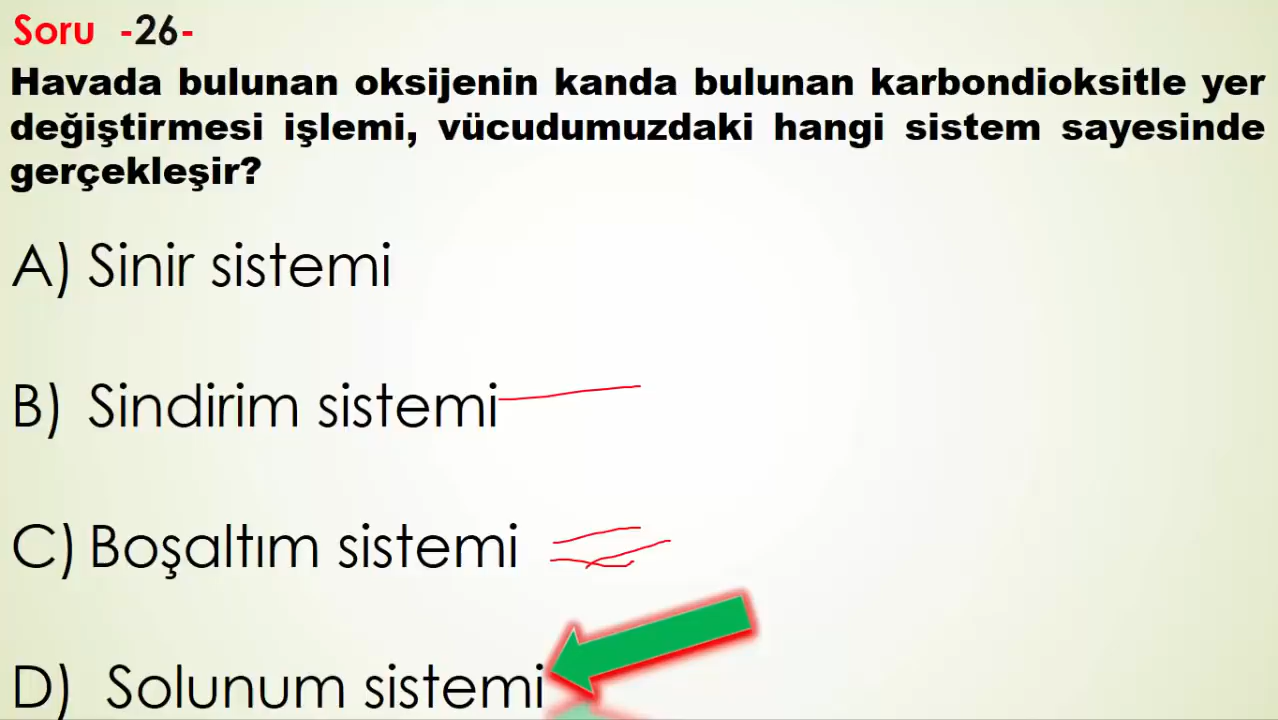 Soru -26-
Havada bulunan oksijenin kanda bulunan karbondioksitle yer
değiştirmesi işlemi, vücudumuzdaki hangi sistem sayesinde
gerçekleşir?
A) Sinir sistemi
B) Sindirim sistemi
C) Boşaltım sistemi
D) Solunum sistemi